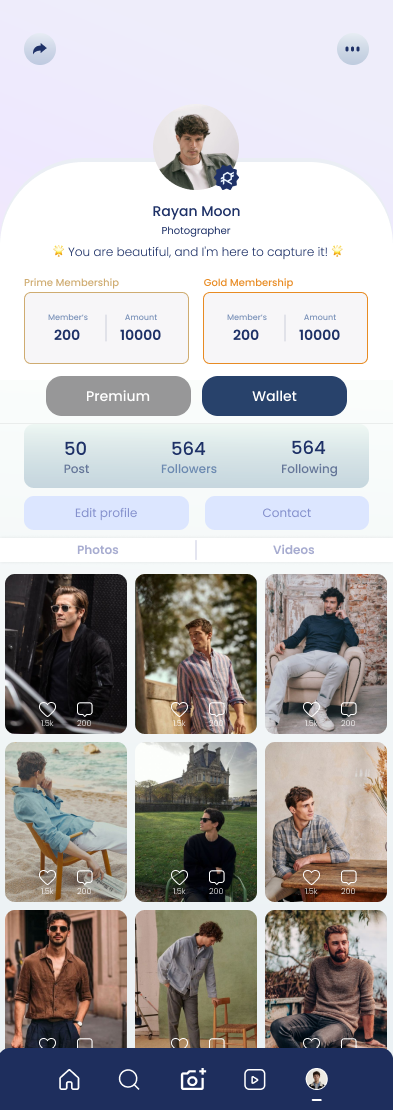 Rayan Moon
Photographer
You are beautiful, and I'm here to capture it!
Prime Membership
Gold Membership
Member's
Amount
200
10000
Member's
Amount
200
10000
Premium
Wallet
50
564
564
Post
Followers
Following
Edit profile
Contact
Photos
Videos
1.5k
200
1.5k
200
1.5k
200
1.5k
200
1.5k
200
1.5k
200